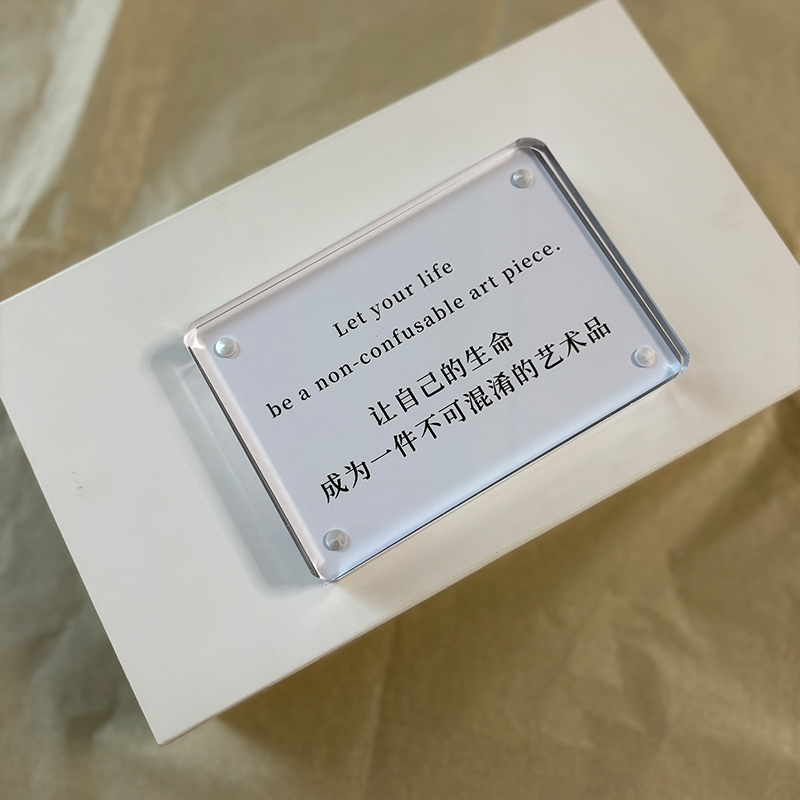 Let your life
be a non-confusable art piece.
让自己的生命
成为一件不可混淆的艺术品